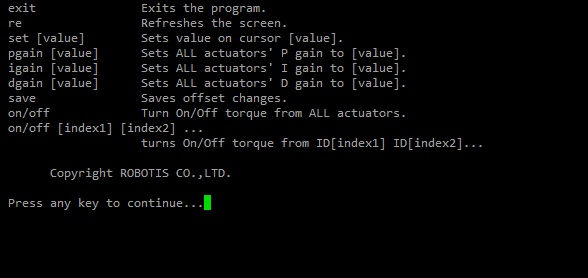 exit Exits the program.
re Refreshes the screen.
set [value] Sets value on cursor [value].
pgain [value] Sets ALL actuators' P gain to [value].
igain [value] Sets ALL actuators' I gain to [value].
dgain [value] Sets ALL actuators' D gain to [value].
save Saves offset changes.
on/off Turn On/Off torque from ALL actuators.
on/off [index1] [index2] ...
turns On/Off torque from ID[index1] ID[index2]...
Copyright ROBOTIS CO.,LTD.
Press any key to continue...